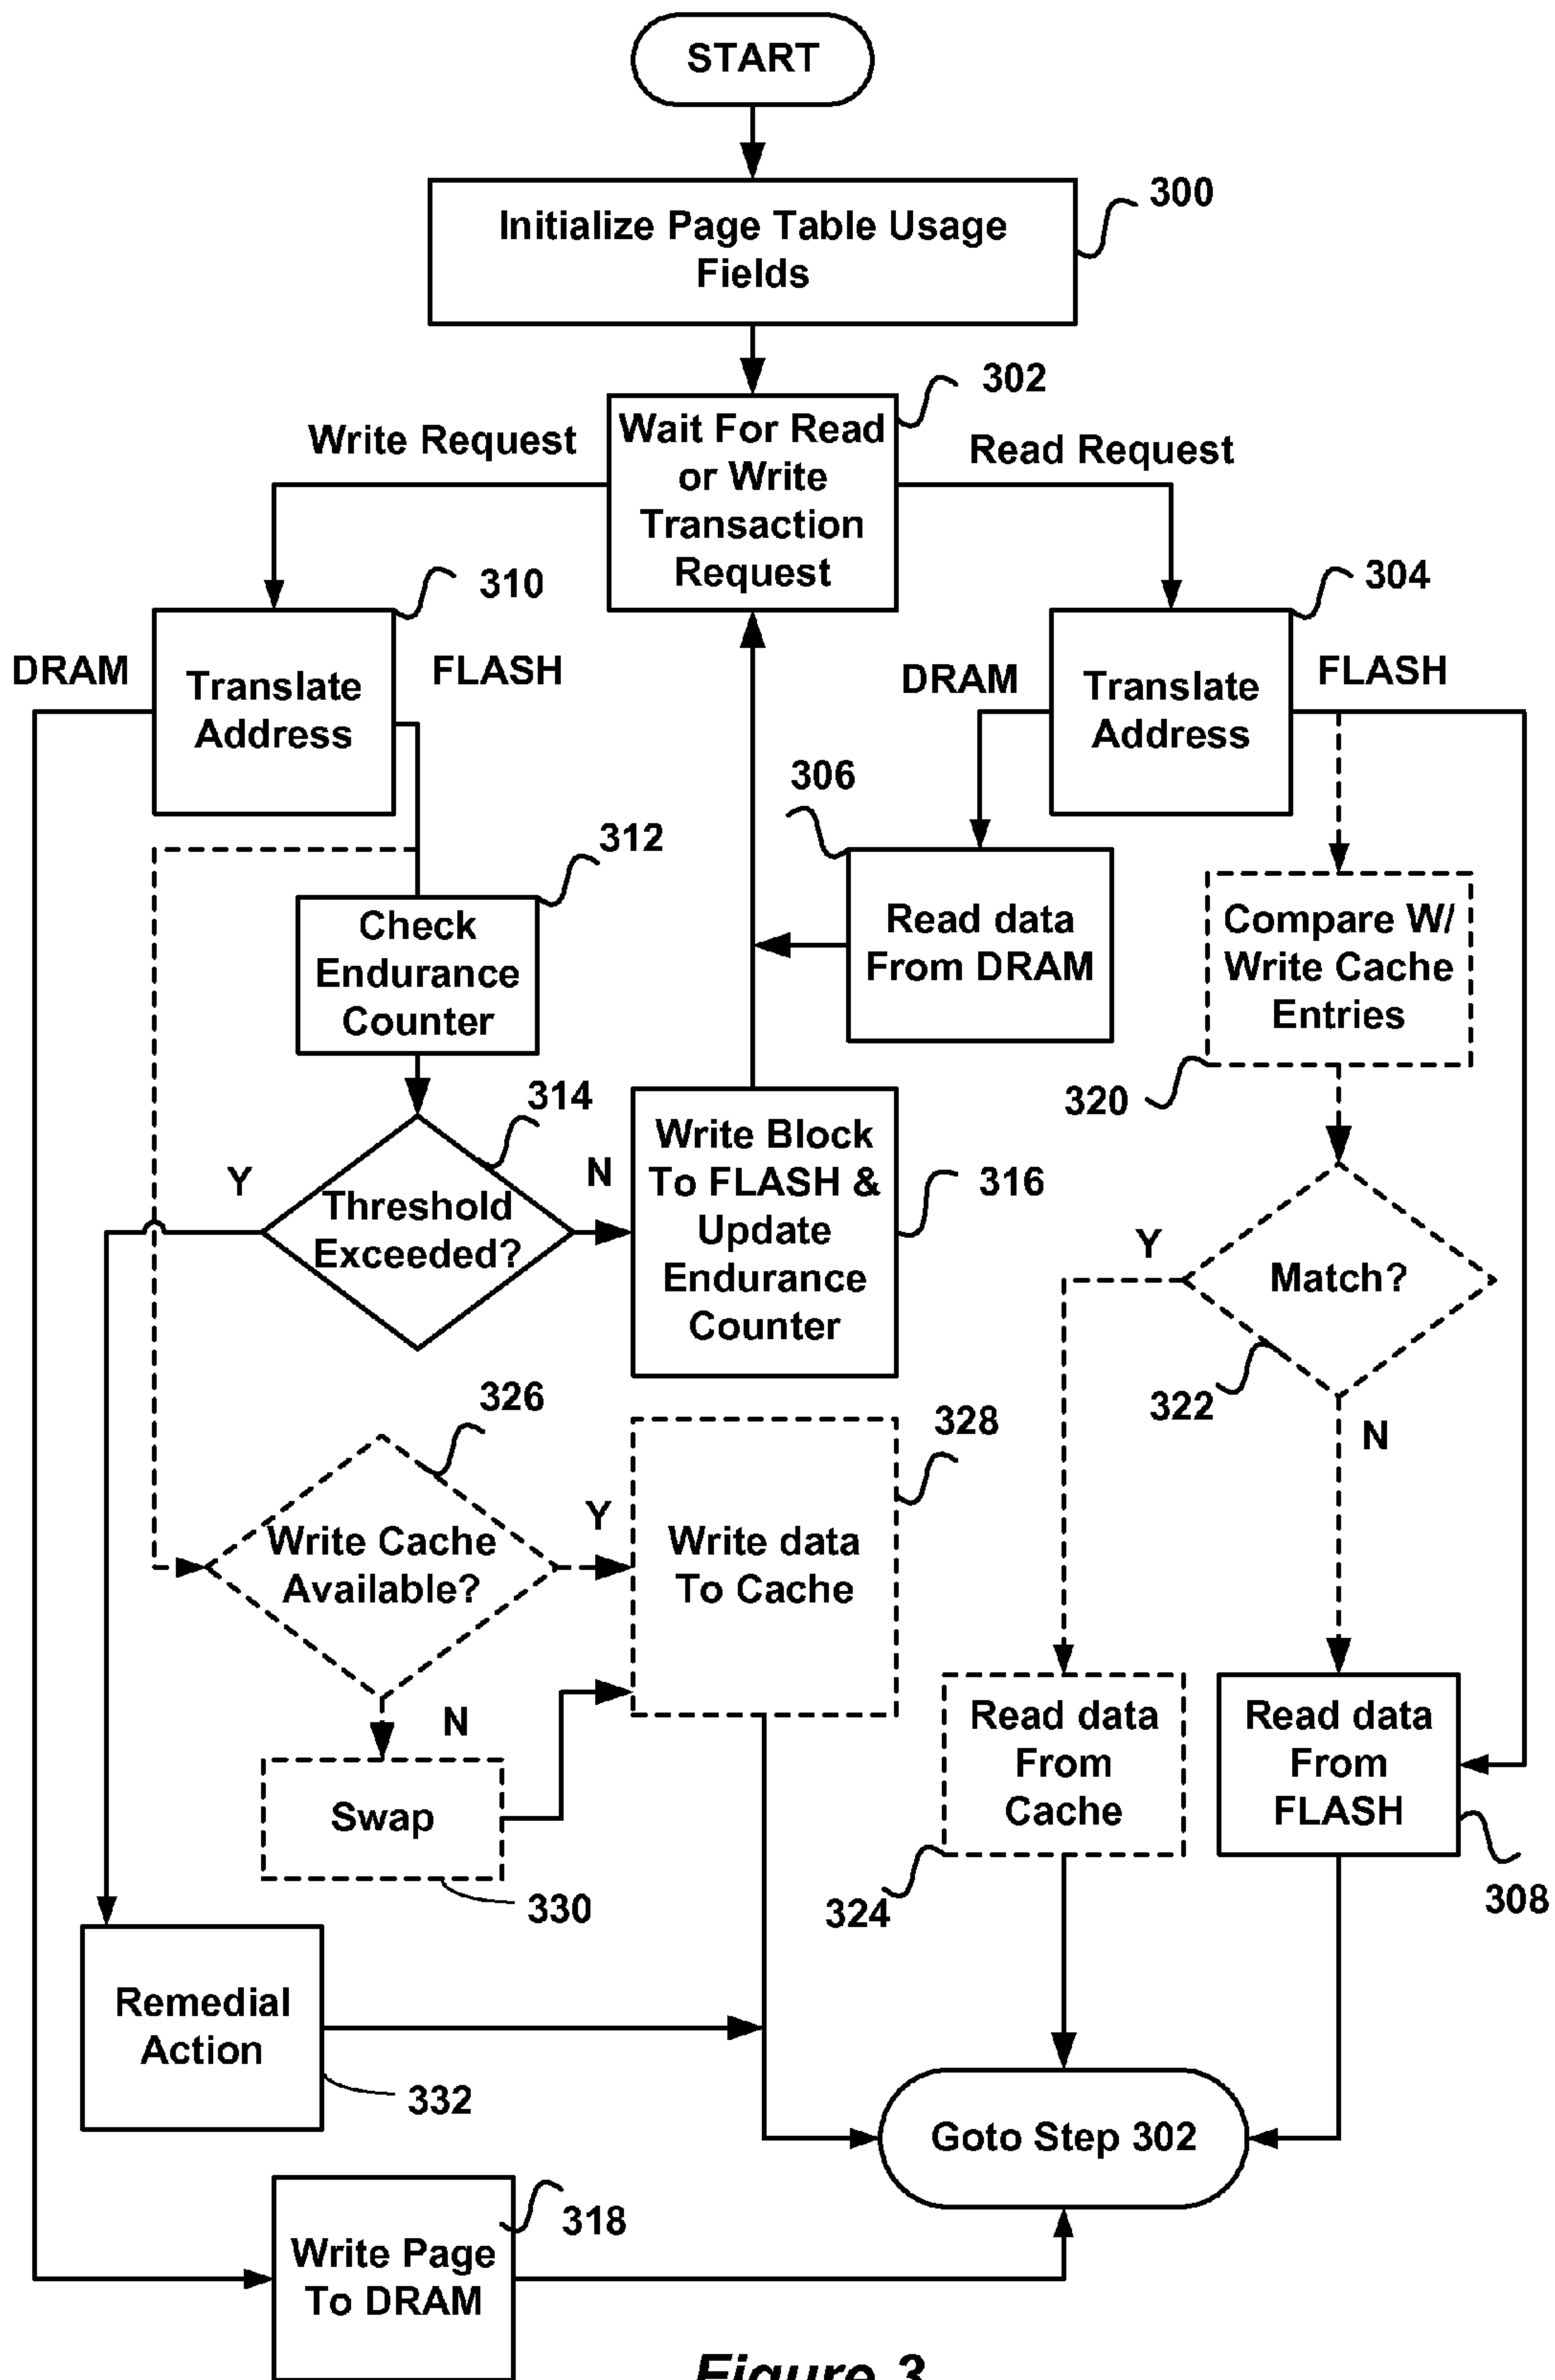 START
300
Initialize Page Table Usage
Fields
302
Write Request
Wait For Read
or Write
Transaction
Request
Read Request
310
304
DRAM
Translate
Address
FLASH
DRAM
Translate
Address
FLASH
306
312
Check
Endurance
Counter
Read data
From DRAM
Compare W/
Write Cache
Entries
320
314
Y
Threshold
Exceeded?
N
Write Block
To FLASH &
Update
Endurance
Counter
316
Y
Match?
322
N
326
328
Write Cache
Available?
Y
Write data
To Cache
N
Swap
330
Read data
From
Cache
324
Read data
From
FLASH
308
Remedial
Action
332
Goto Step 302
318
Write Page
To DRAM
Figure 3